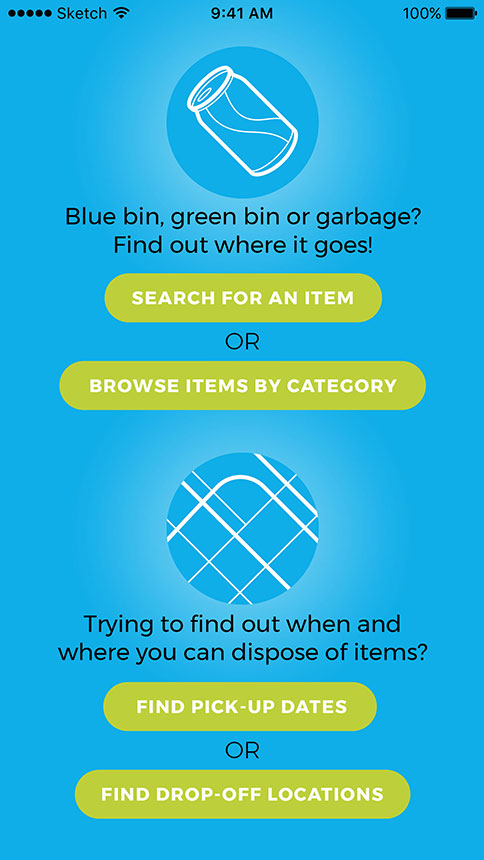 Sketch 9:41 AM 100%
Blue bin, green bin or garbage?
Find out where it goes!
SEARCH FOR AN ITEM
OR
BROWSE ITEMS BY CATEGORY
Trying to find out when and
where you can dispose of items?
FIND PICK-UP DATES
OR
FIND DROP-OFF LOCATIONS